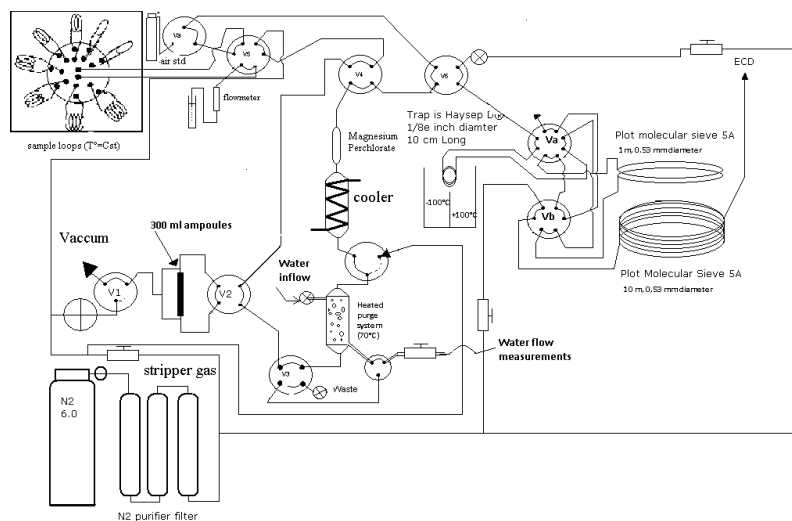 Va
V5
air std
flowmeter
sample loops (T°=Cst)
V4
V6
ECD
Magnesium
Perchlorate
Trap is Haysep D
1/8e inch diamter
10 cm Long
-100°C
+100°C
Va
Vb
Plot molecular sieve 5A
1 m, 0.53 mmdiameter
Plot Molecular Sieve 5A
10 m, 0,53 mmdiameter
cooler
300 ml ampoules
Vaccum
V1
V2
Water
inflow
Heated
purge
system
(70°C)
Water flow
measurements
V3
Waste
stripper gas
N2
6.0
N2 purifier filter